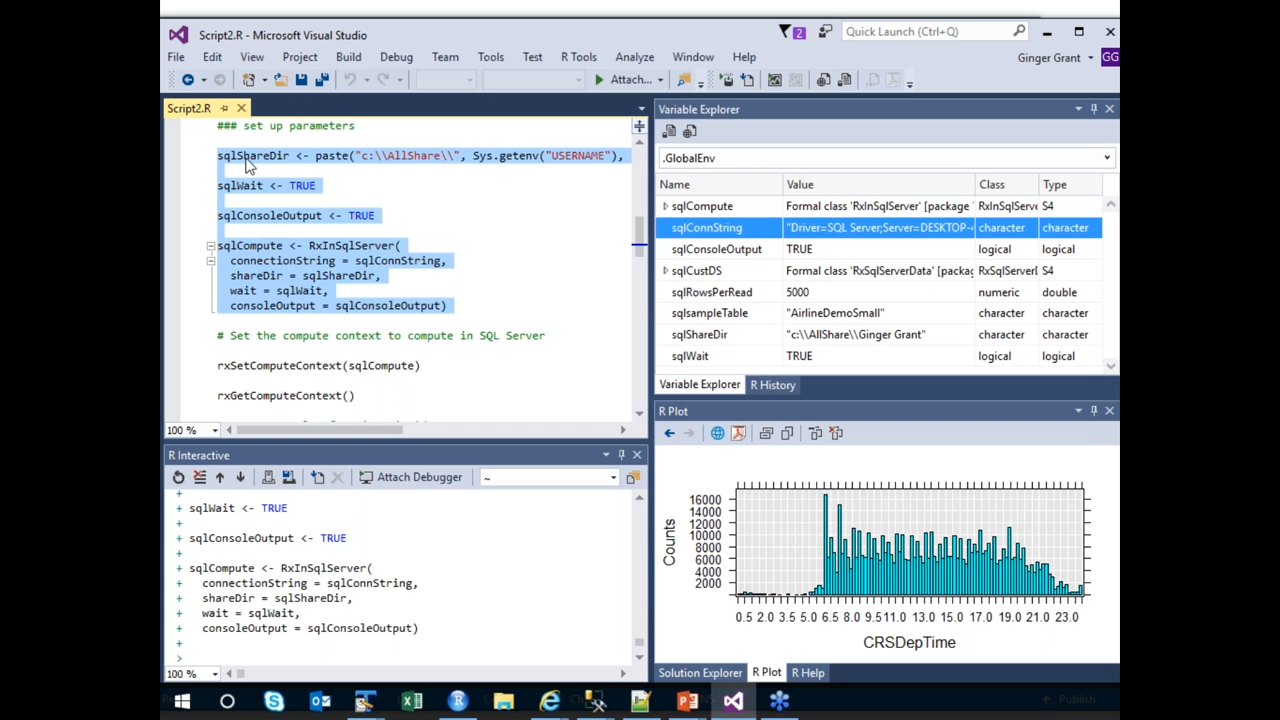 Script2.R - Microsoft Visual Studio
2
Quick Launch (Ctrl+Q)
File Edit View Project Build Debug Team Tools Test R Tools Analyze Window Help
Ginger Grant
GG
Attach...
Script2.R
### set up parameters
sqlShareDir <- paste("c:\\AllShare\\", Sys.getenv("USERNAME"),
sqlWait <- TRUE
sqlConsoleOutput <- TRUE
sqlCompute <- RxInSqlServer(
connectionString = sqlConnString,
shareDir = sqlShareDir,
wait = sqlWait,
consoleOutput = sqlConsoleOutput)
# Set the compute context to compute in SQL Server
rxSetComputeContext(sqlCompute)
rxGetComputeContext()
100 %
Variable Explorer
.GlobalEnv
Name Value Class Type
sqlCompute Formal class 'RxInSqlServer' [package RxInSqlServe S4
sqlConnString "Driver=SQL Server;Server=DESKTOP- character character
sqlConsoleOutput TRUE logical logical
sqlCustDS Formal class 'RxSqlServerData' [packag RxSqlServerD S4
sqlRowsPerRead 5000 numeric double
sqlsampleTable "AirlineDemoSmall" character character
sqlShareDir "c:\\AllShare\\Ginger Grant" character character
sqlWait TRUE logical logical
Variable Explorer R History
R Interactive
Attach Debugger ~
+
+ sqlWait <- TRUE
+
+ sqlConsoleOutput <- TRUE
+
+ sqlCompute <- RxInSqlServer(
+ connectionString = sqlConnString,
+ shareDir = sqlShareDir,
+ wait = sqlWait,
+ consoleOutput = sqlConsoleOutput)
+
>
100 %
R Plot
Counts
16000
14000
12000
10000
8000
6000
4000
2000
0.5 2.0 3.5 5.0 6.5 7.5 8.5 9.5 11.0 13.0 15.0 17.0 19.0 21.0 23.0
CRSDepTime
Solution Explorer R Plot R Help
Publish